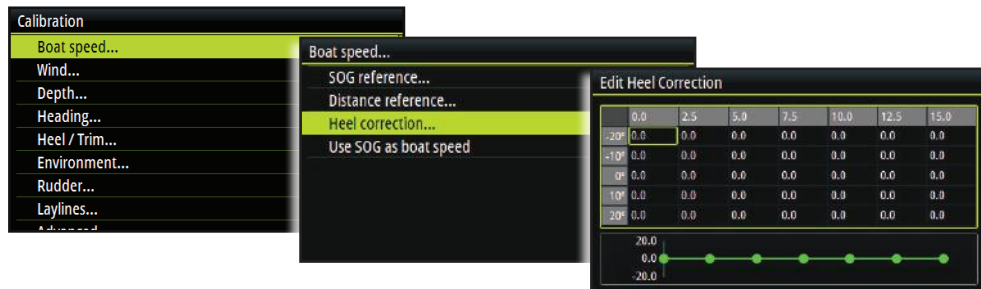 Calibration
Boat speed...
Wind...
Depth...
Heading...
Heel / Trim...
Environment...
Rudder...
Laylines...
Advanced
Boat speed...
SOG reference...
Distance reference...
Heel correction...
Use SOG as boat speed
Edit Heel Correction
0.0 2.5 5.0 7.5 10.0 12.5 15.0
-20° 0.0 0.0 0.0 0.0 0.0 0.0 0.0
-10° 0.0 0.0 0.0 0.0 0.0 0.0 0.0
0° 0.0 0.0 0.0 0.0 0.0 0.0 0.0
10° 0.0 0.0 0.0 0.0 0.0 0.0 0.0
20° 0.0 0.0 0.0 0.0 0.0 0.0 0.0
20.0
0.0
-20.0